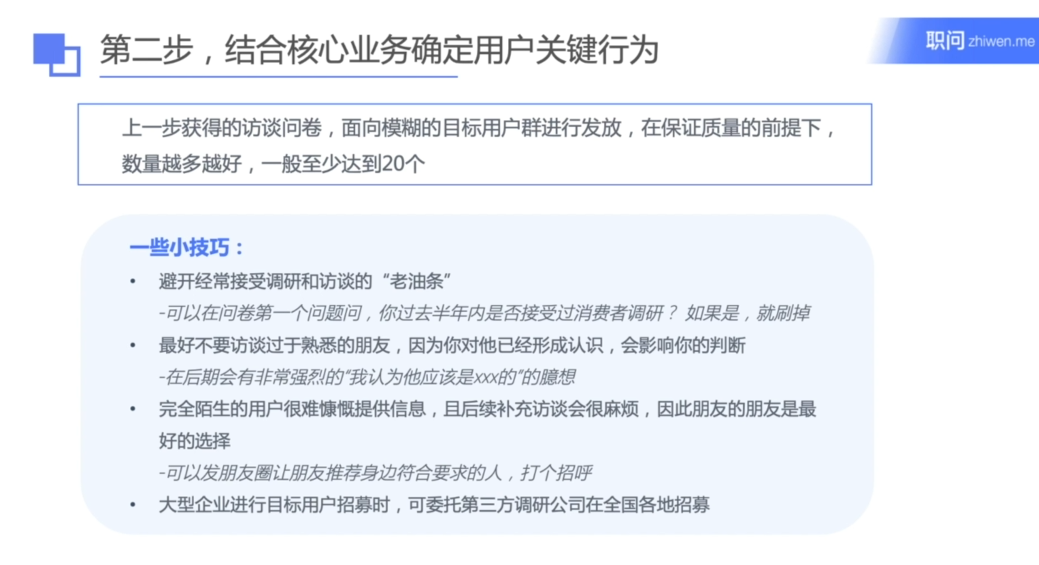 第二步，结合核心业务确定用户关键行为
职问 zhiwen.me
上一步获得的访谈问卷，面向模糊的目标用户群进行发放，在保证质量的前提下，
数量越多越好，一般至少达到20个
一些小技巧：
• 避开经常接受调研和访谈的“老油条”
-可以在问卷第一个问题问，你过去半年内是否接受过消费者调研？ 如果是，就刷掉
• 最好不要访谈过于熟悉的朋友，因为你对他已经形成认识，会影响你的判断
-在后期会有非常强烈的“我认为他应该是xxx的”的臆想
• 完全陌生的用户很难慷慨提供信息，且后续补充访谈会很麻烦，因此朋友的朋友是最
好的选择
-可以发朋友圈让朋友推荐身边符合要求的人，打个招呼
• 大型企业进行目标用户招募时，可委托第三方调研公司在全国各地招募